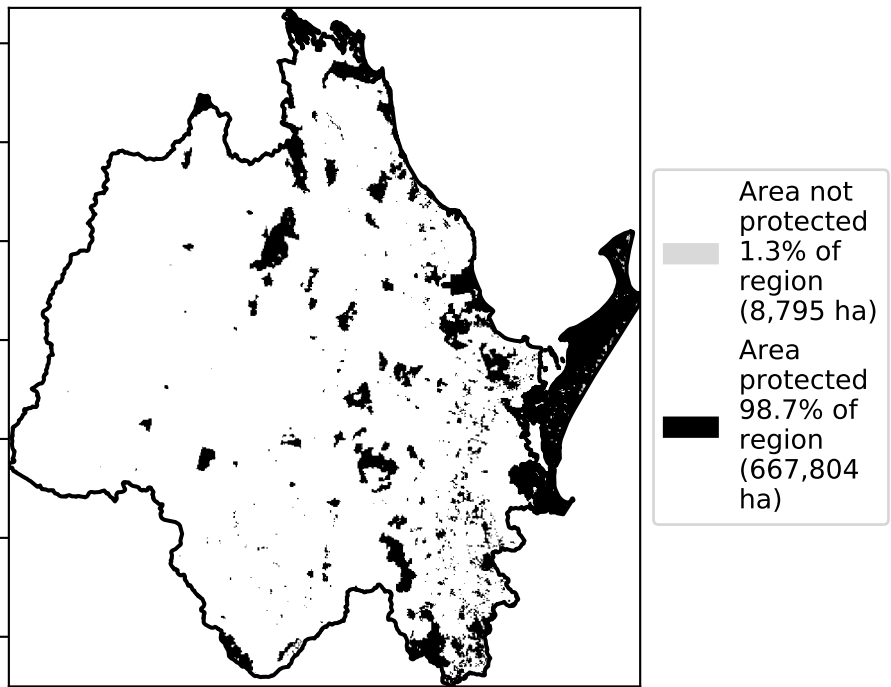 Area not
protected
1.3% of
region
(8,795 ha)
Area
protected
98.7% of
region
(667,804
ha)